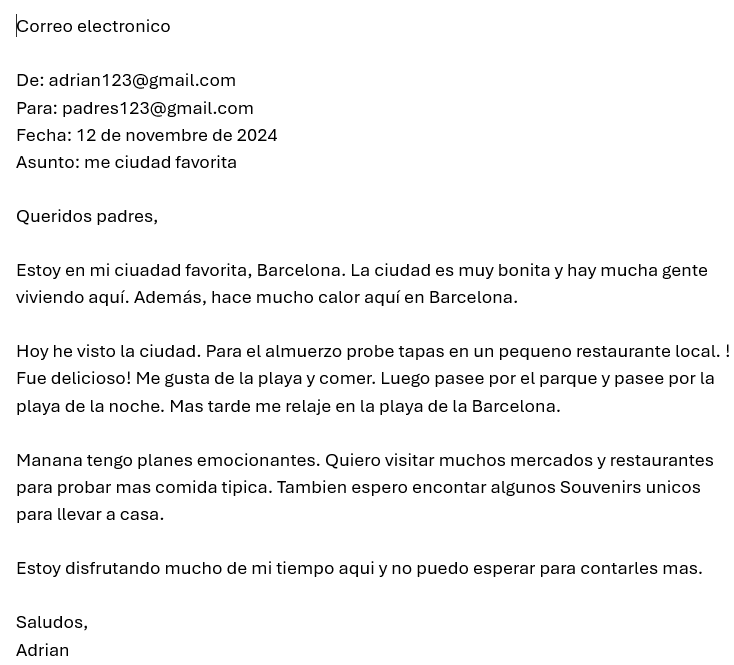 Correo electronico
De: adrian123@gmail.com
Para: padres123@gmail.com
Fecha: 12 de novembre de 2024
Asunto: me ciudad favorita
Queridos padres,
Estoy en mi ciuadad favorita, Barcelona. La ciudad es muy bonita y hay mucha gente
viviendo aquí. Además, hace mucho calor aquí en Barcelona.
Hoy he visto la ciudad. Para el almuerzo probe tapas en un pequeno restaurante local. !
Fue delicioso! Me gusta de la playa y comer. Luego pasee por el parque y pasee por la
playa de la noche. Mas tarde me relaje en la playa de la Barcelona.
Manana tengo planes emocionantes. Quiero visitar muchos mercados y restaurantes
para probar mas comida tipica. Tambien espero encontar algunos Souvenirs unicos
para llevar a casa.
Estoy disfrutando mucho de mi tiempo aqui y no puedo esperar para contarles mas.
Saludos,
Adrian